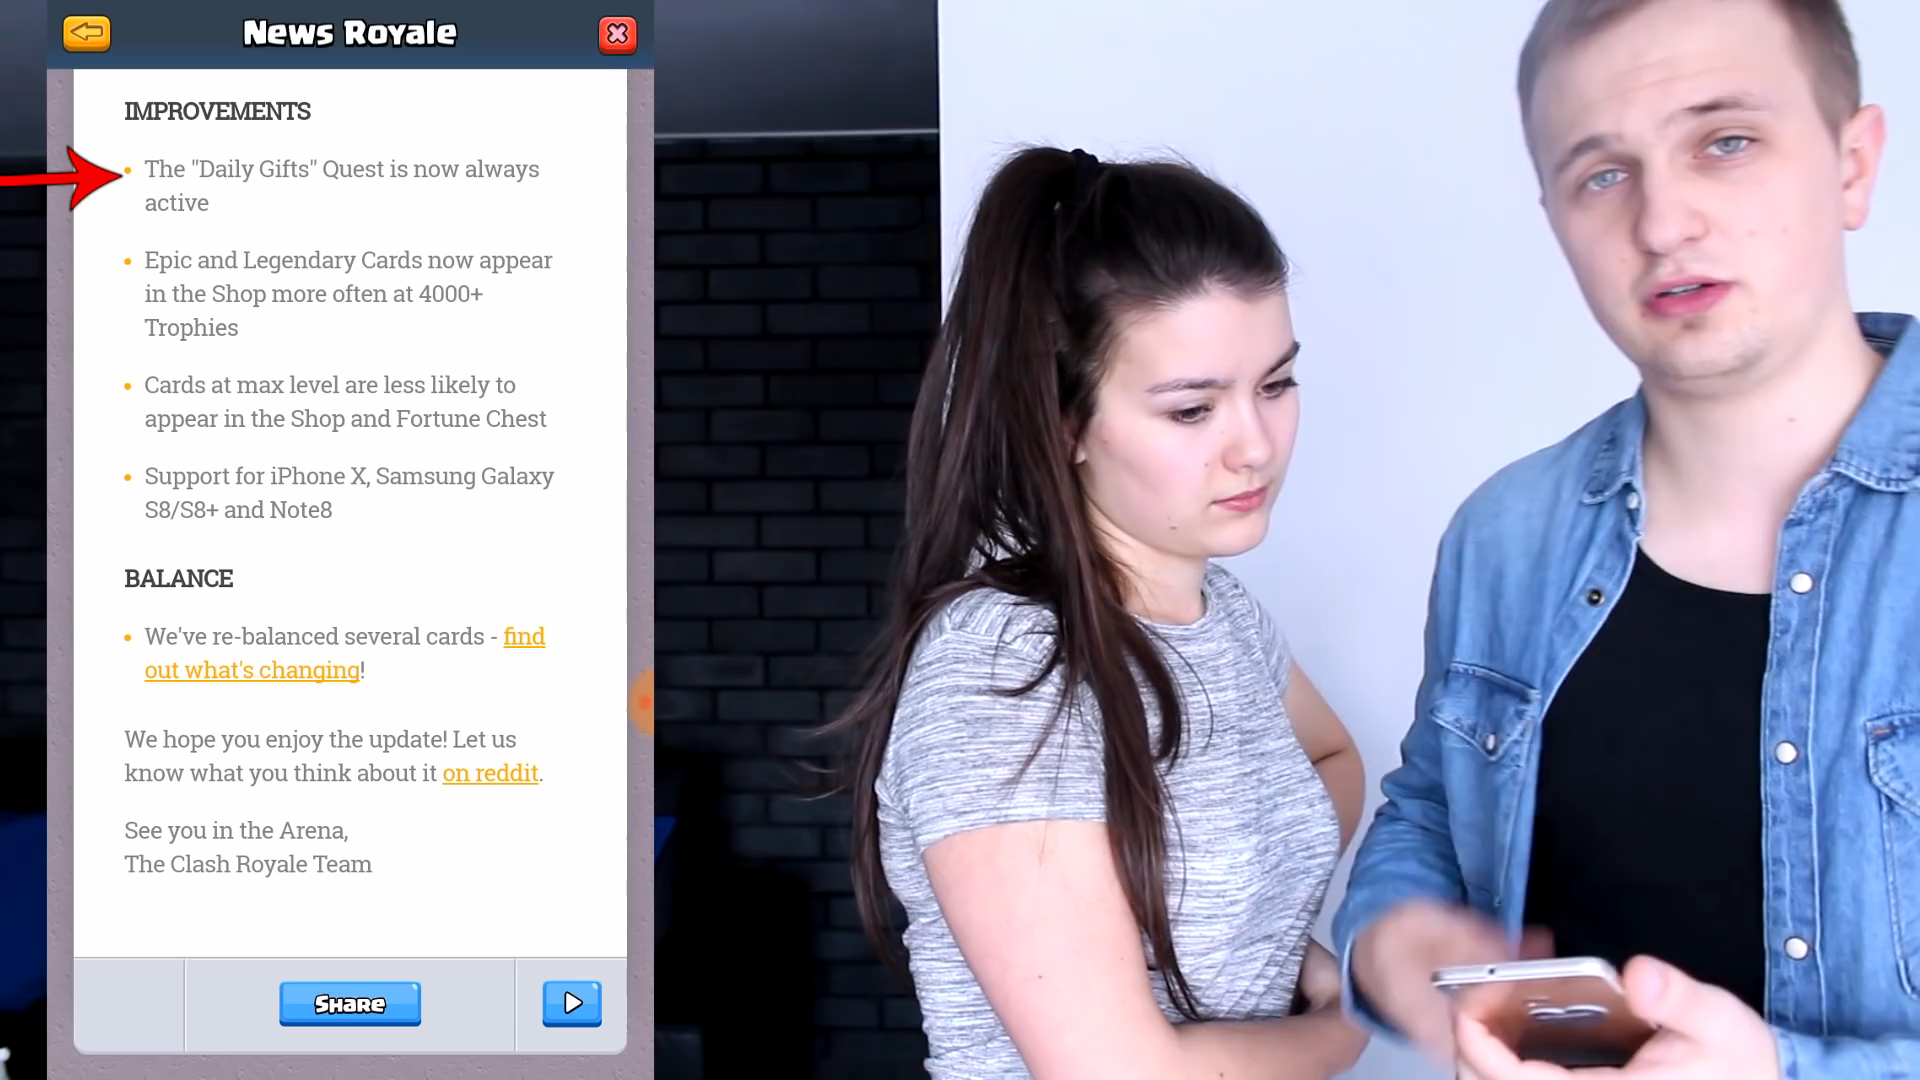 News Royale
IMPROVEMENTS
The "Daily Gifts" Quest is now always
active
Epic and Legendary Cards now appear
in the Shop more often at 4000+
Trophies
Cards at max level are less likely to
appear in the Shop and Fortune Chest
Support for iPhone X, Samsung Galaxy
S8/S8+ and Note8
BALANCE
We've re-balanced several cards - find
out what's changing!
We hope you enjoy the update! Let us
know what you think about it on reddit.
See you in the Arena,
The Clash Royale Team
Share